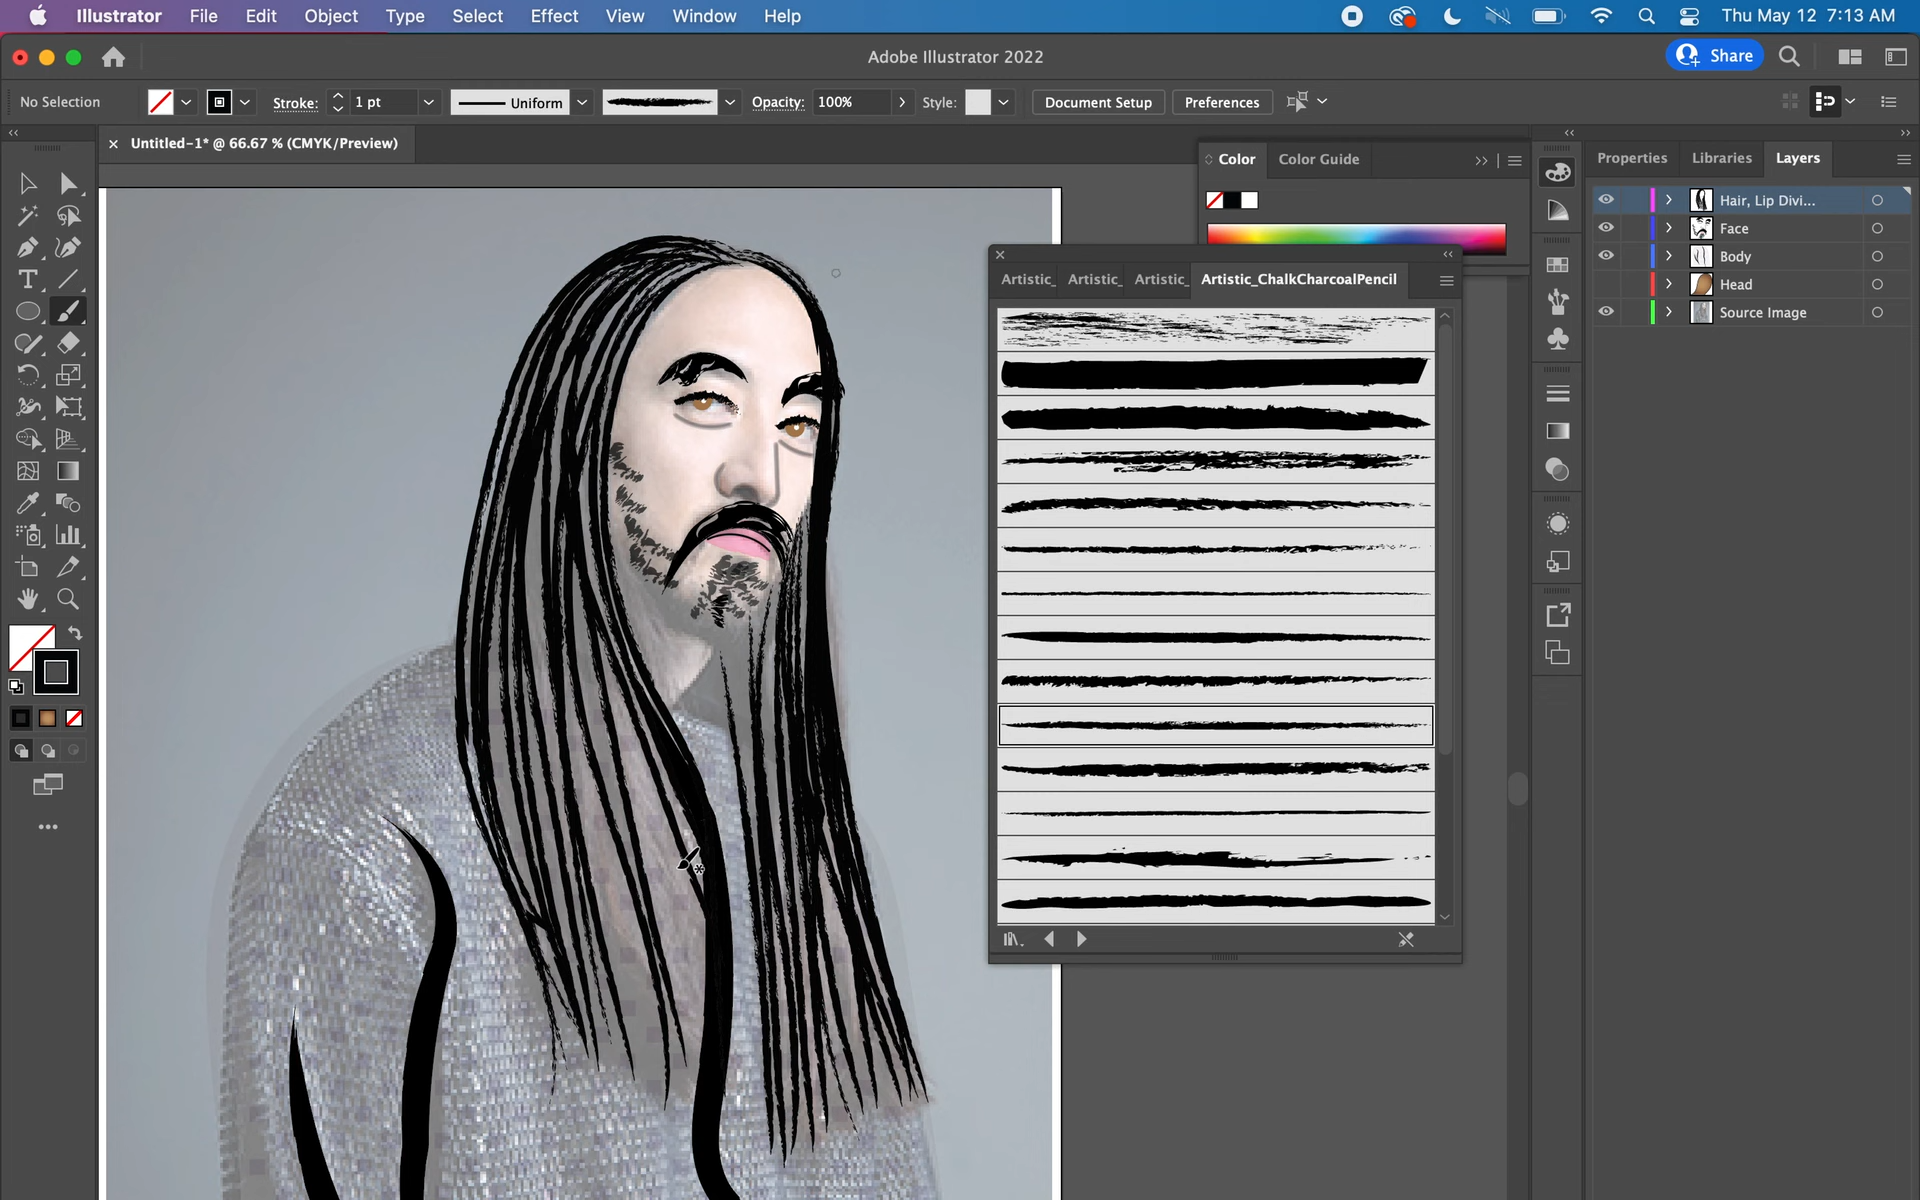 Illustrator File Edit Object Type Select Effect View Window Help Thu May 12 7:13 AM
Adobe Illustrator 2022 Share
No Selection Stroke: 1 pt Uniform Opacity: 100% Style: Document Setup Preferences
Untitled-1* @ 66.67 % (CMYK/Preview)
Color Color Guide
Properties Libraries Layers
Hair, Lip Divi...
Face
Body
Head
Source Image
Artistic_ Artistic_ Artistic_ Artistic_ChalkCharcoalPencil